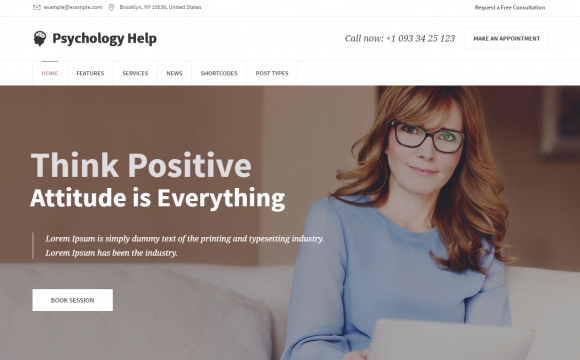 example@example.com
Brooklyn, NY 10036, United States
Request a Free Consultation
Psychology Help
Call now: +1 093 34 25 123
MAKE AN APPOINTMENT
HOME
FEATURES
SERVICES
NEWS
SHORTCODES
POST TYPES
Think Positive
Attitude is Everything
Lorem Ipsum is simply dummy text of the printing and typesetting industry.
Lorem Ipsum has been the industry.
BOOK SESSION